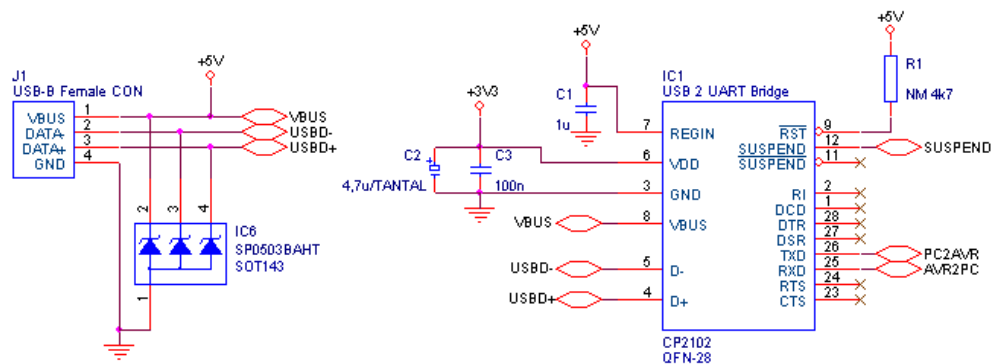 J1
USB-B Female CON
VBUS
DATA-
DATA+
GND
1
2
3
4
+5V
VBUS
USBD-
USBD+
2
3
4
1
IC6
SP0503BAHT
SOT143
+3V3
C2
4,7u/TANTAL
C3
100n
+5V
C1
1u
VBUS
USBD-
USBD+
IC1
USB 2 UART Bridge
7
REGIN
6
VDD
3
GND
8
VBUS
5
D-
4
D+
RST
9
SUSPEND
12
SUSPEND
11
RI
2
DCD
1
DTR
28
DSR
27
TXD
26
RXD
25
RTS
24
CTS
23
CP2102
QFN-28
+5V
R1
NM 4k7
SUSPEND
PC2AVR
AVR2PC